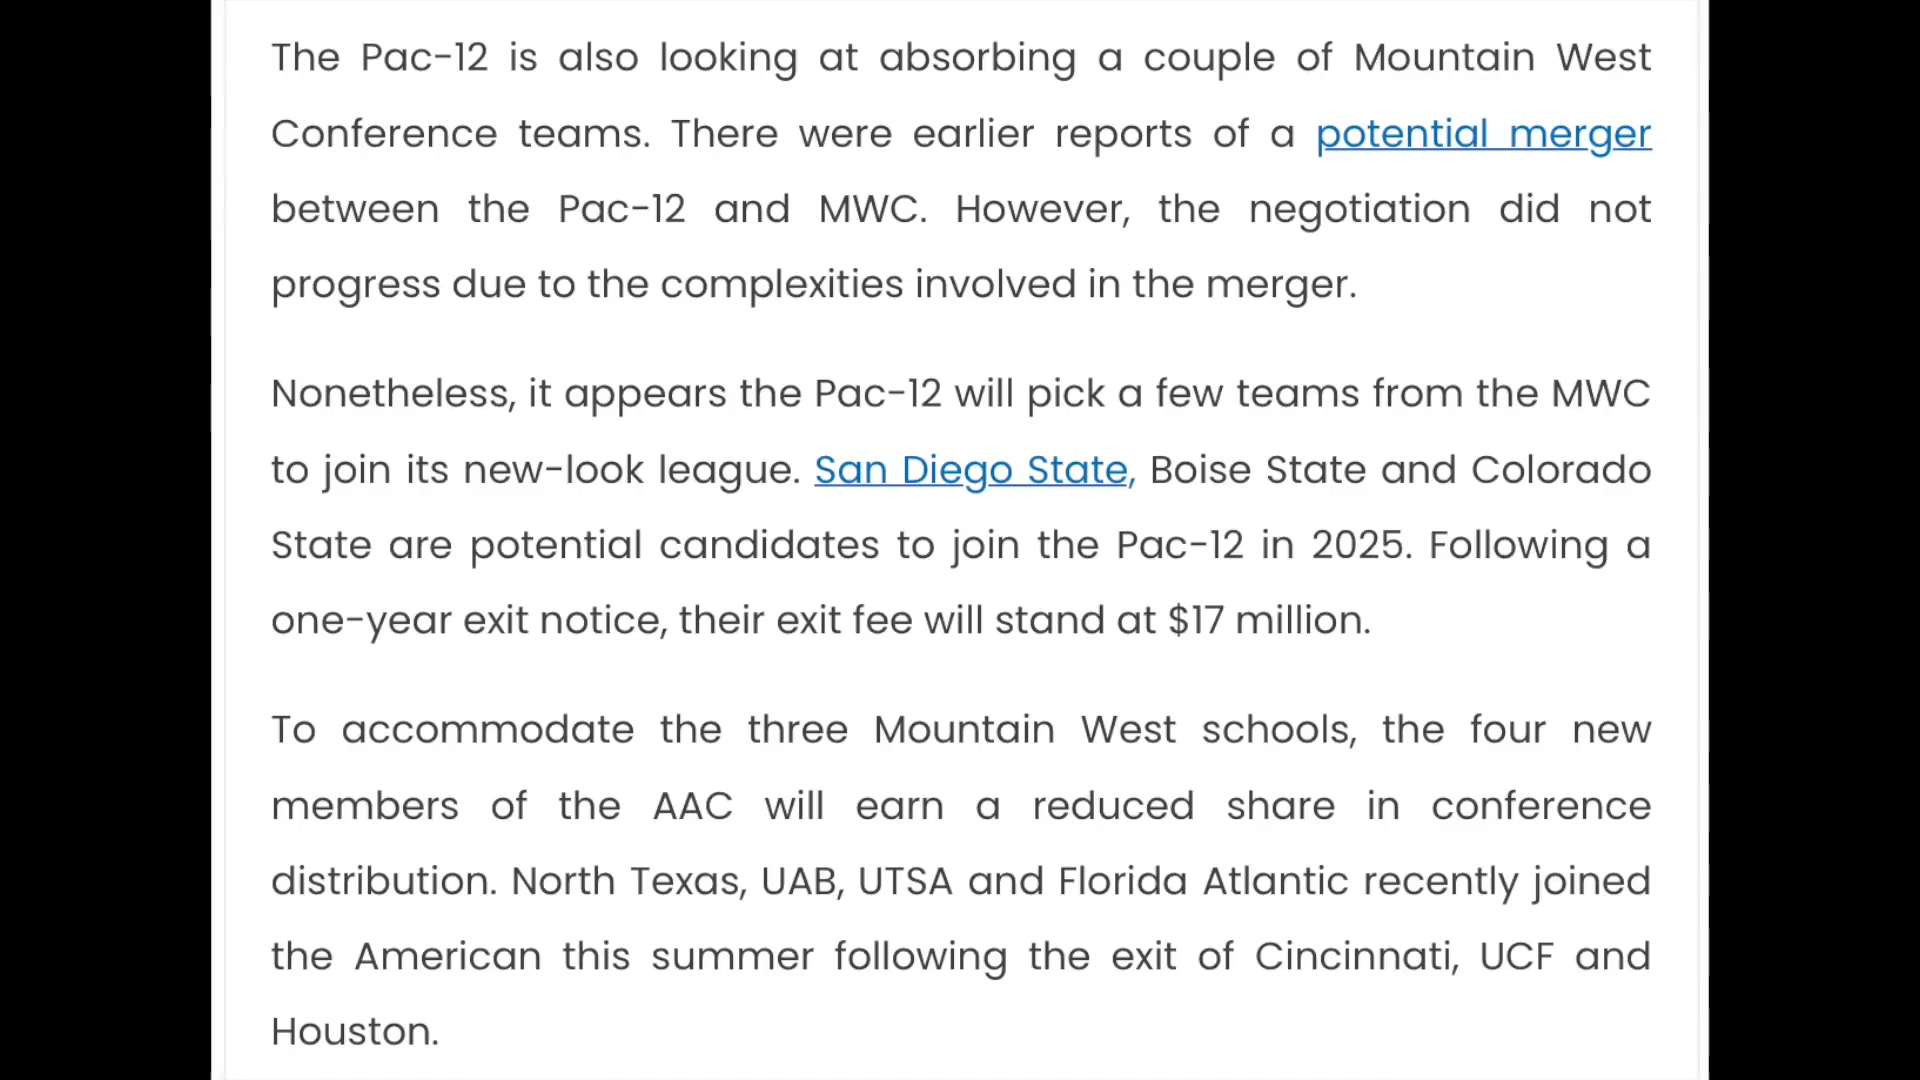 The Pac-12 is also looking at absorbing a couple of Mountain West
Conference teams. There were earlier reports of a potential merger
between the Pac-12 and MWC. However, the negotiation did not
progress due to the complexities involved in the merger.
Nonetheless, it appears the Pac-12 will pick a few teams from the MWC
to join its new-look league. San Diego State, Boise State and Colorado
State are potential candidates to join the Pac-12 in 2025. Following a
one-year exit notice, their exit fee will stand at $17 million.
To accommodate the three Mountain West schools, the four new
members of the AAC will earn a reduced share in conference
distribution. North Texas, UAB, UTSA and Florida Atlantic recently joined
the American this summer following the exit of Cincinnati, UCF and
Houston.